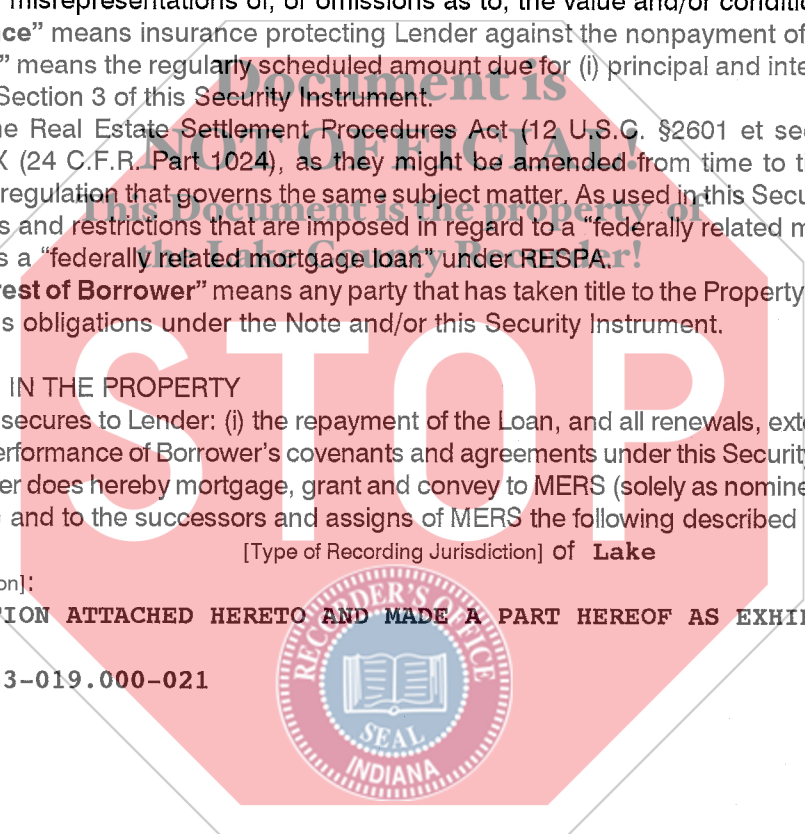 misrepresentations of, or omissions as to, the value and/or conditio
ce” means insurance protecting Lender against the nonpayment of
” means the regularly scheduled amount due for (i) principal and inte
Section 3 of this Security Instrument.
e Real Estate Settlement Procedures Act (12 U.S.C. §2601 et se
X (24 C.F.R. Part 1024), as they might be amended from time to ti
regulation that governs the same subject matter. As used in this Secu
s and restrictions that are imposed in regard to a “federally related m
s a “federally related mortgage loan” under RESPA.
rest of Borrower” means any party that has taken title to the Property
s obligations under the Note and/or this Security Instrument.
IN THE PROPERTY
secures to Lender: (i) the repayment of the Loan, and all renewals, exte
erformance of Borrower’s covenants and agreements under this Security
er does hereby mortgage, grant and convey to MERS (solely as nomine
and to the successors and assigns of MERS the following described
[Type of Recording Jurisdiction] of Lake
on]:
TION ATTACHED HERETO AND MADE A PART HEREOF AS EXHI
3-019.000-021
Document is
NOT OFFICIAL!
This Document is the property of
the Lake County Recorder!
STOP
RECORDER'S OFFICE
SEAL
INDIANA